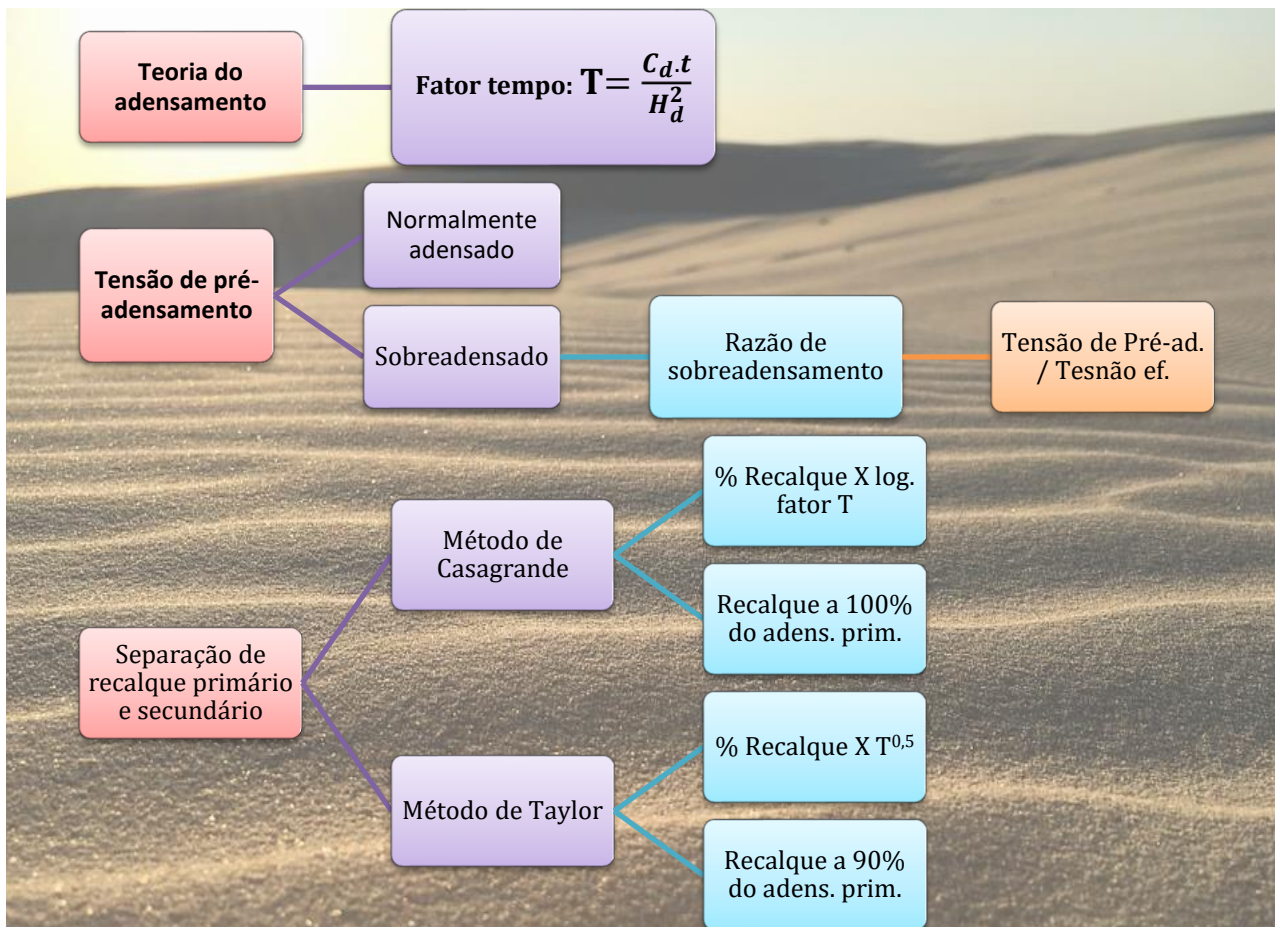 Teoria do
adensamento
Fator tempo: T= C_d.t / H_d^2
Tensão de pré-
adensamento
Normalmente
adensado
Sobreadensado
Razão de
sobreadensamento
Tensão de Pré-ad.
/ Tesnão ef.
Separação de
recalque primário
e secundário
Método de
Casagrande
% Recalque X log.
fator T
Recalque a 100%
do adens. prim.
Método de Taylor
% Recalque X T^0,5
Recalque a 90%
do adens. prim.